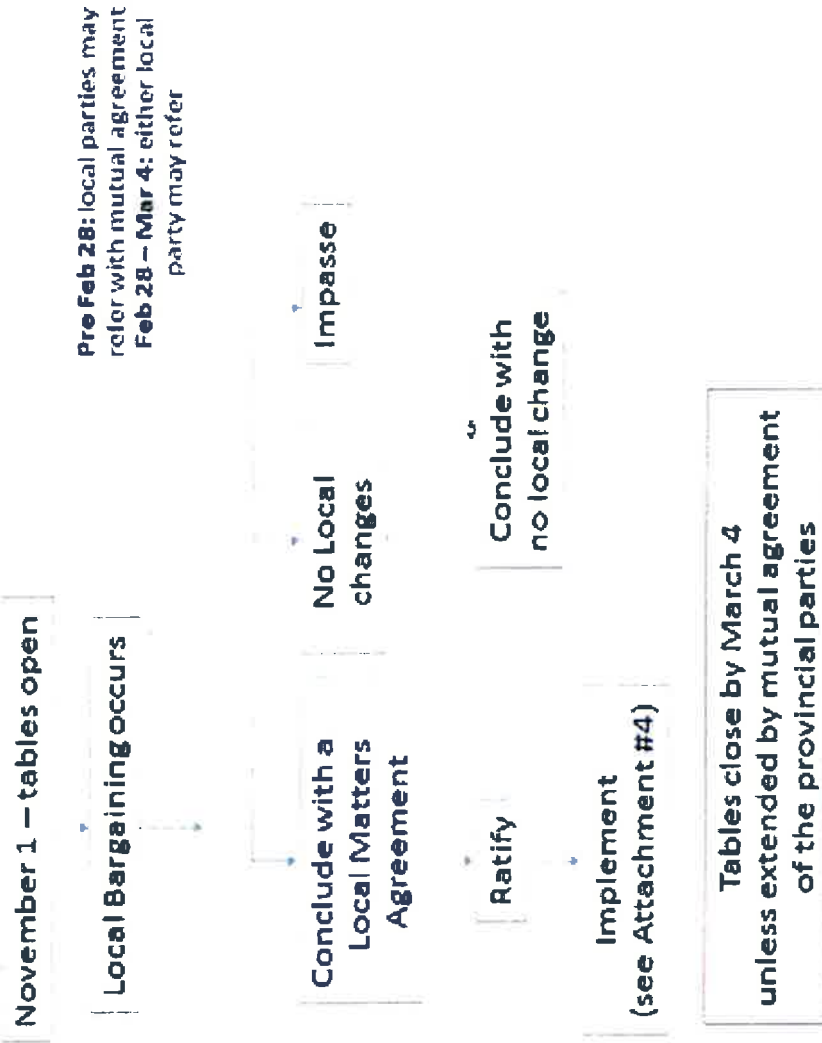 November 1 – tables open
Local Bargaining occurs
Pre Feb 28: local parties may
refer with mutual agreement
Feb 28 – Mar 4: either local
party may refer
Conclude with a
Local Matters
Agreement
No Local
changes
Impasse
Ratify
Conclude with
no local change
Implement
(see Attachment #4)
Tables close by March 4
unless extended by mutual agreement
of the provincial parties